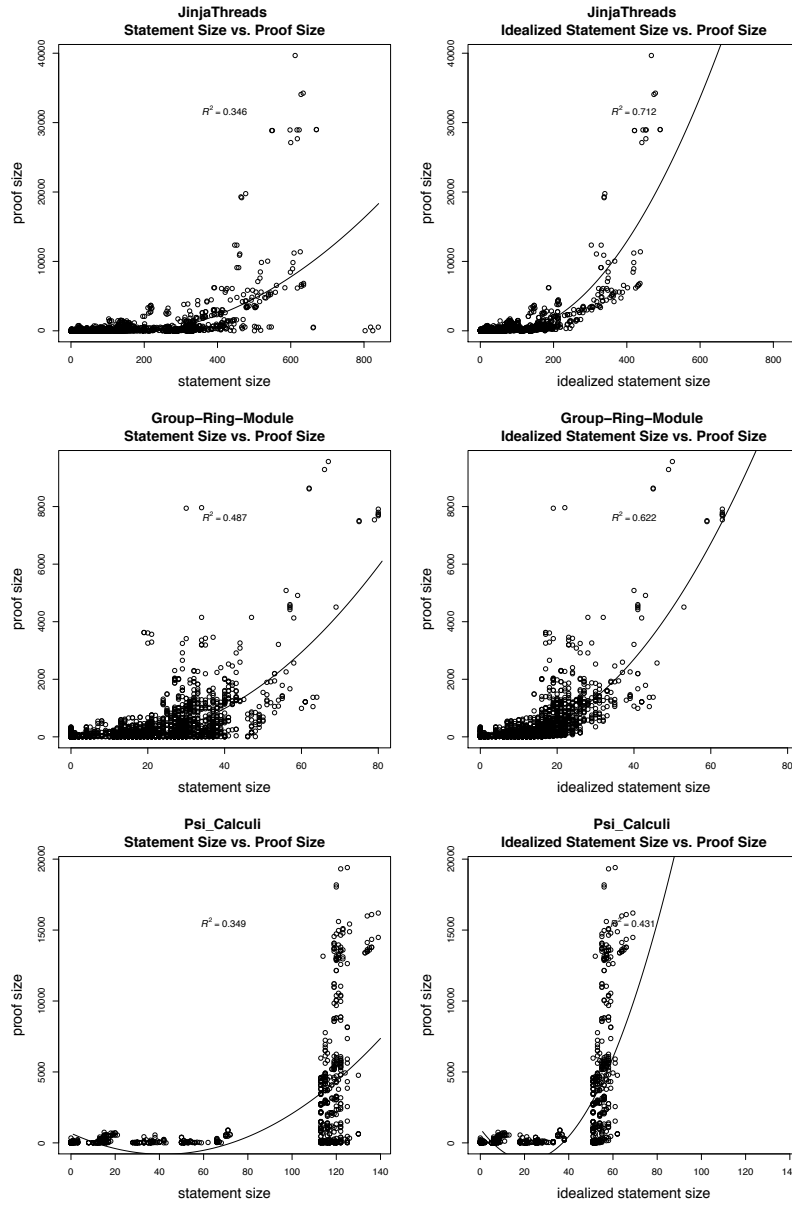 JinjaThreads
Statement Size vs. Proof Size
R² = 0.346
proof size
40000
30000
20000
10000
0
0 200 400 600 800
statement size
JinjaThreads
Idealized Statement Size vs. Proof Size
R² = 0.712
proof size
40000
30000
20000
10000
0
0 200 400 600 800
idealized statement size
Group−Ring−Module
Statement Size vs. Proof Size
R² = 0.487
proof size
8000
6000
4000
2000
0
0 20 40 60 80
statement size
Group−Ring−Module
Idealized Statement Size vs. Proof Size
R² = 0.622
proof size
8000
6000
4000
2000
0
0 20 40 60 80
idealized statement size
Psi_Calculi
Statement Size vs. Proof Size
R² = 0.349
proof size
20000
15000
10000
5000
0
0 20 40 60 80 100 120 140
statement size
Psi_Calculi
Idealized Statement Size vs. Proof Size
R² = 0.431
proof size
20000
15000
10000
5000
0
0 20 40 60 80 100 120 140
idealized statement size